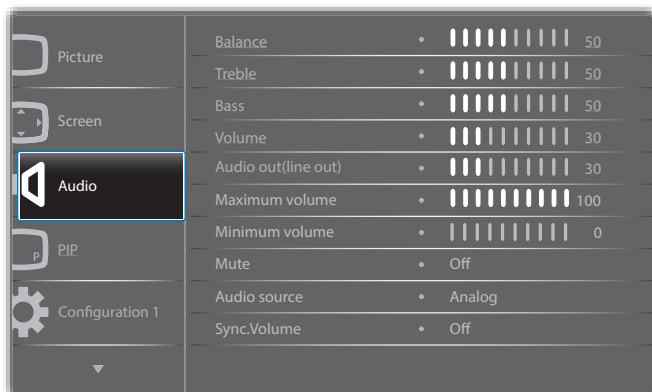 Picture
Screen
Audio
P
PIP
Configuration 1
Balance 50
Treble 50
Bass 50
Volume 30
Audio out(line out) 30
Maximum volume 100
Minimum volume 0
Mute Off
Audio source Analog
Sync.Volume Off